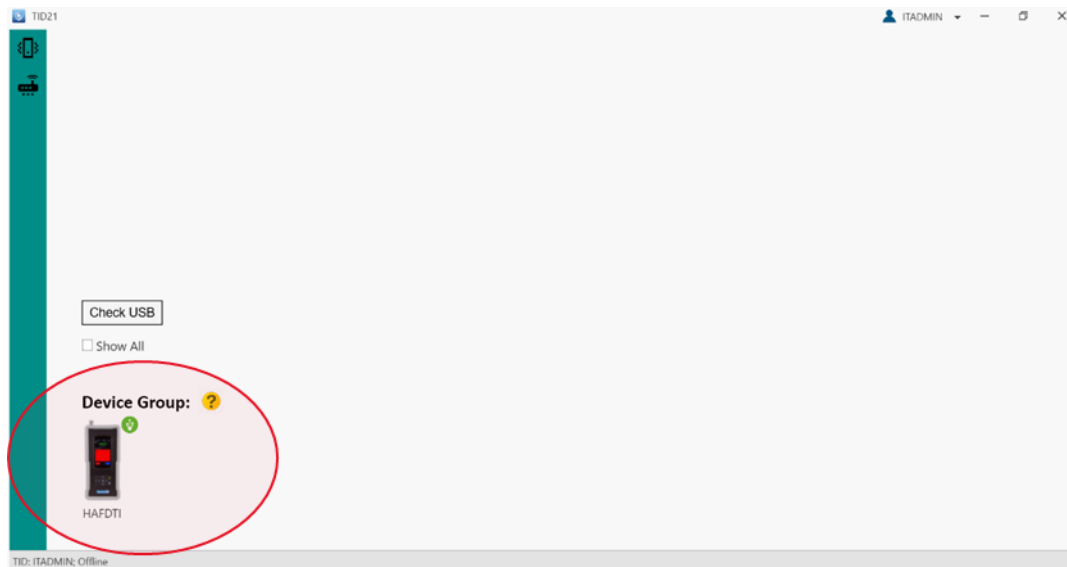 TID21
ITADMIN
Check USB
Show All
Device Group: ?
HAFDTI
TID: ITADMIN; Offline